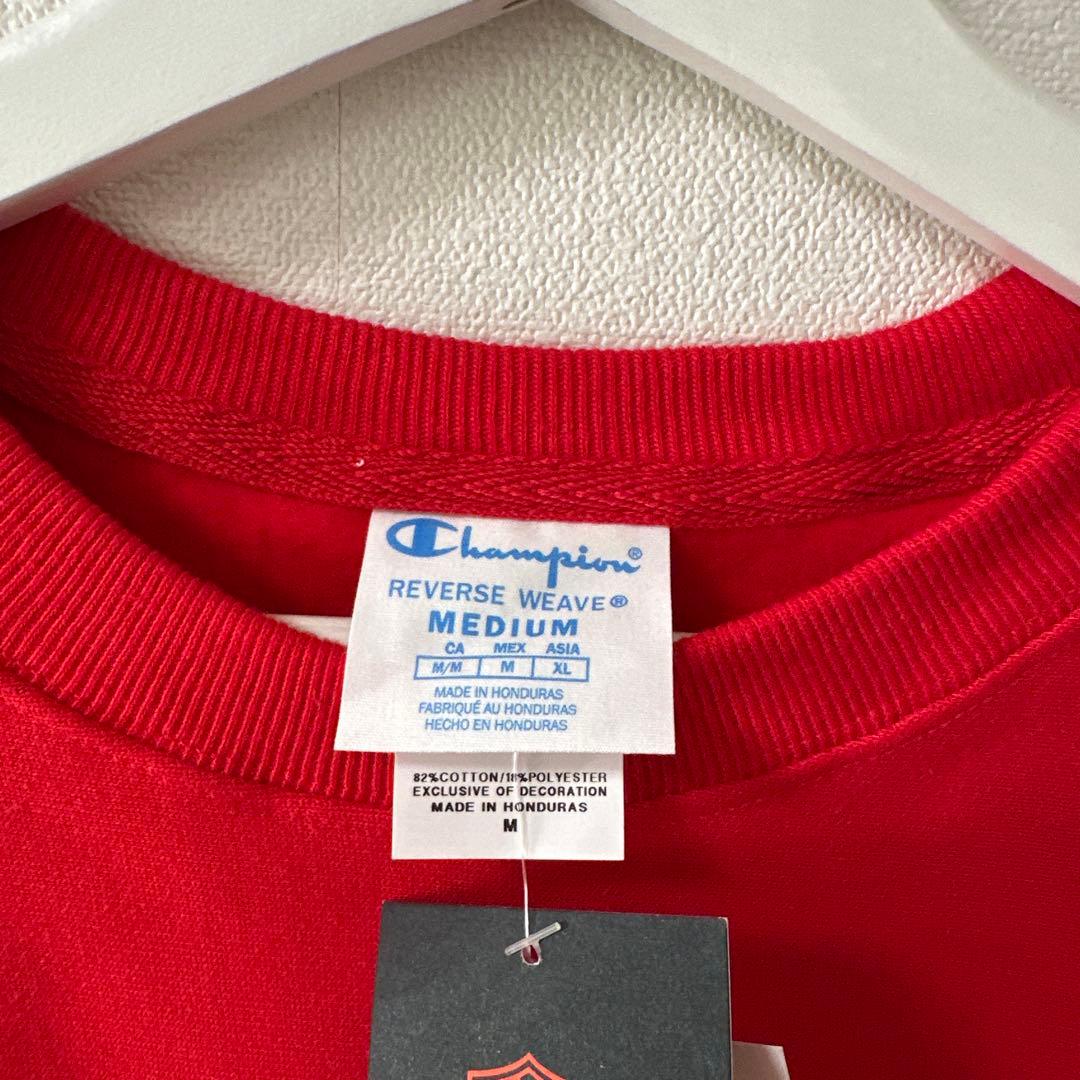 Champion®
REVERSE WEAVE®
MEDIUM
CA MEX ASIA
M/M M XL
MADE IN HONDURAS
FABRIQUÉ AU HONDURAS
HECHO EN HONDURAS
82%COTTON/18%POLYESTER
EXCLUSIVE OF DECORATION
MADE IN HONDURAS
M